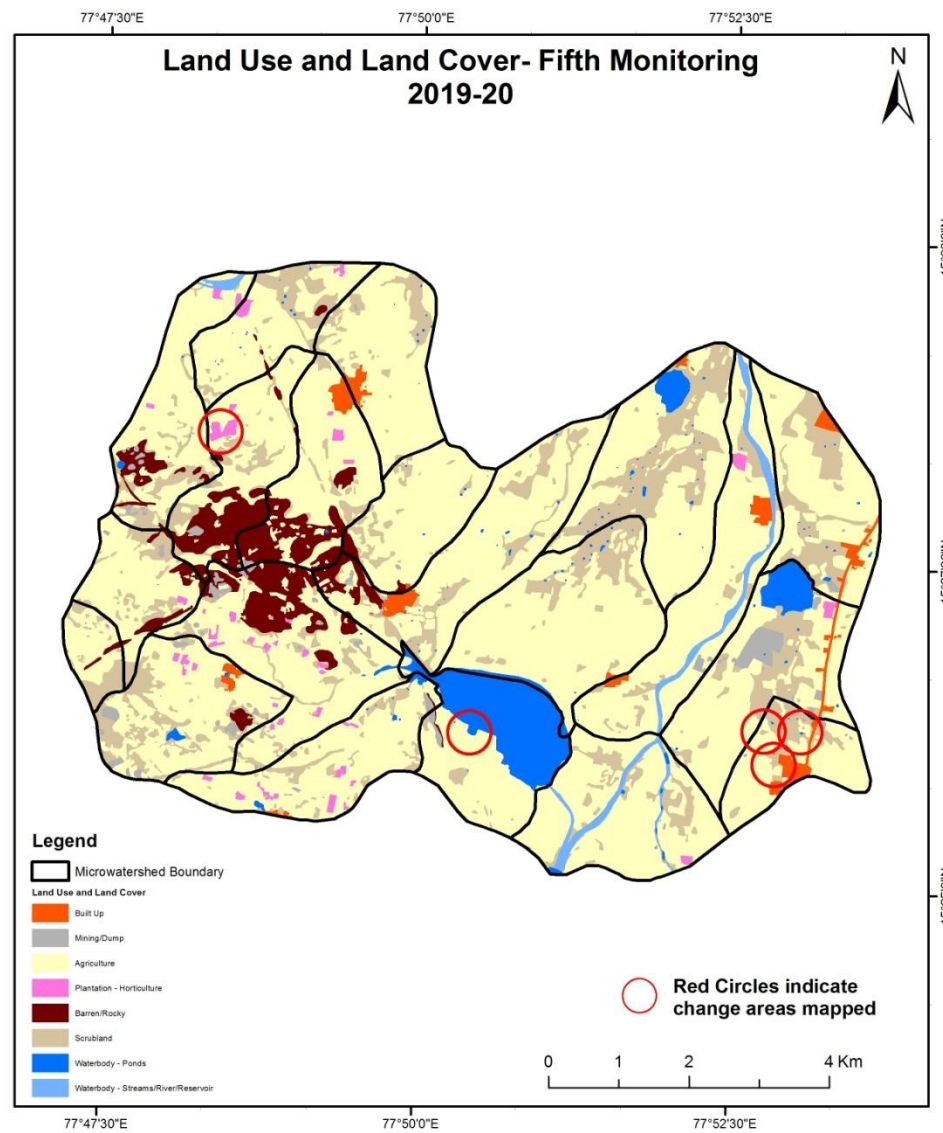 77°47'30"E
77°50'0"E
77°52'30"E
Land Use and Land Cover- Fifth Monitoring
2019-20
N
Legend
Microwatershed Boundary
Land Use and Land Cover
Built Up
Mining/Dump
Agriculture
Plantation - Horticulture
Barren/Rocky
Scrubland
Waterbody - Ponds
Waterbody - Streams/River/Reservoir
Red Circles indicate
change areas mapped
0 1 2 4 Km
77°47'30"E
77°50'0"E
77°52'30"E